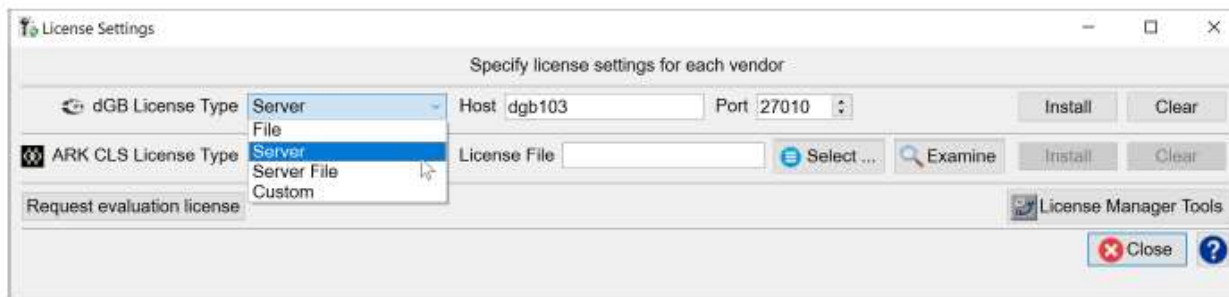 License Settings
Specify license settings for each vendor
dGB License Type Server Host dgb103 Port 27010 Install Clear
File
ARK CLS License Type Server License File Select ... Examine Install Clear
Server File
Custom
Request evaluation license License Manager Tools
Close ?